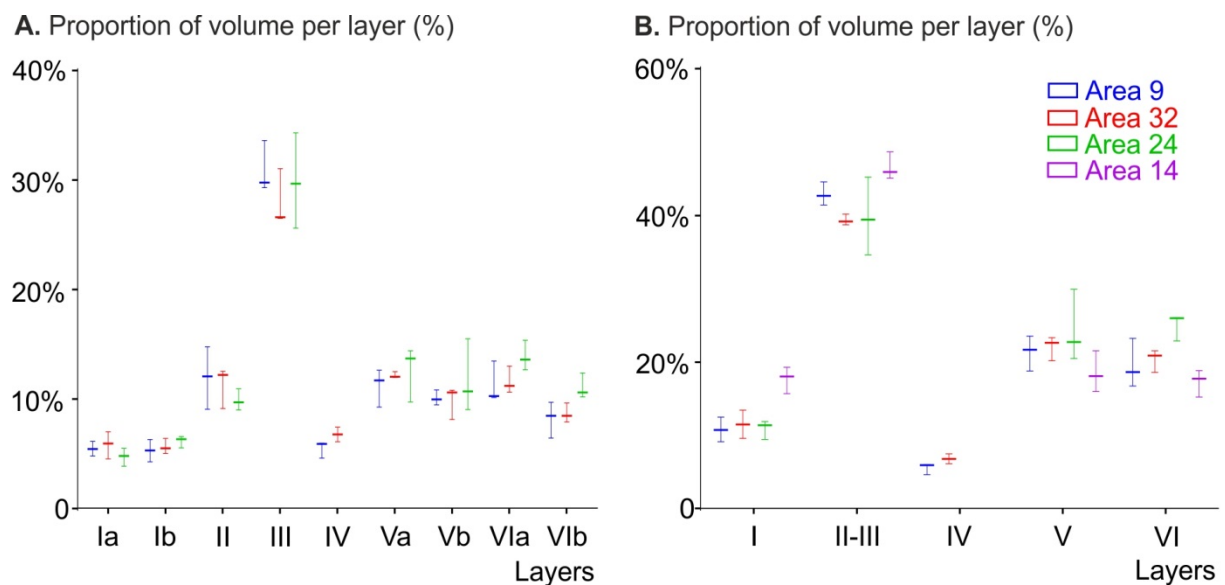 A. Proportion of volume per layer (%)
40%
30%
20%
10%
0
Ia Ib II III IV Va Vb VIa VIb
Layers
B. Proportion of volume per layer (%)
60%
40%
20%
0
Area 9
Area 32
Area 24
Area 14
I II-III IV V VI
Layers